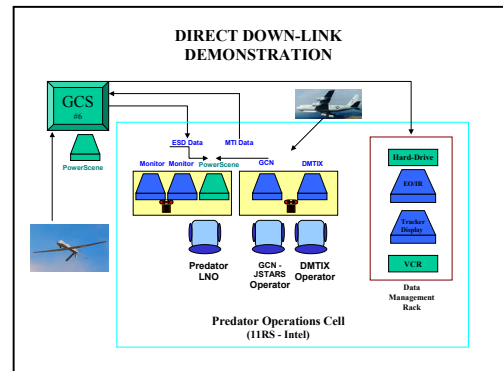 DIRECT DOWN-LINK
DEMONSTRATION
GCS
#6
PowerScene
ESD Data
MTI Data
Monitor
Monitor
PowerScene
GCN
DMTIX
Hard-Drive
EO/IR
Tracker
Display
VCR
Predator
LNO
GCN -
JSTARS
Operator
DMTIX
Operator
Data
Management
Rack
Predator Operations Cell
(11RS - Intel)